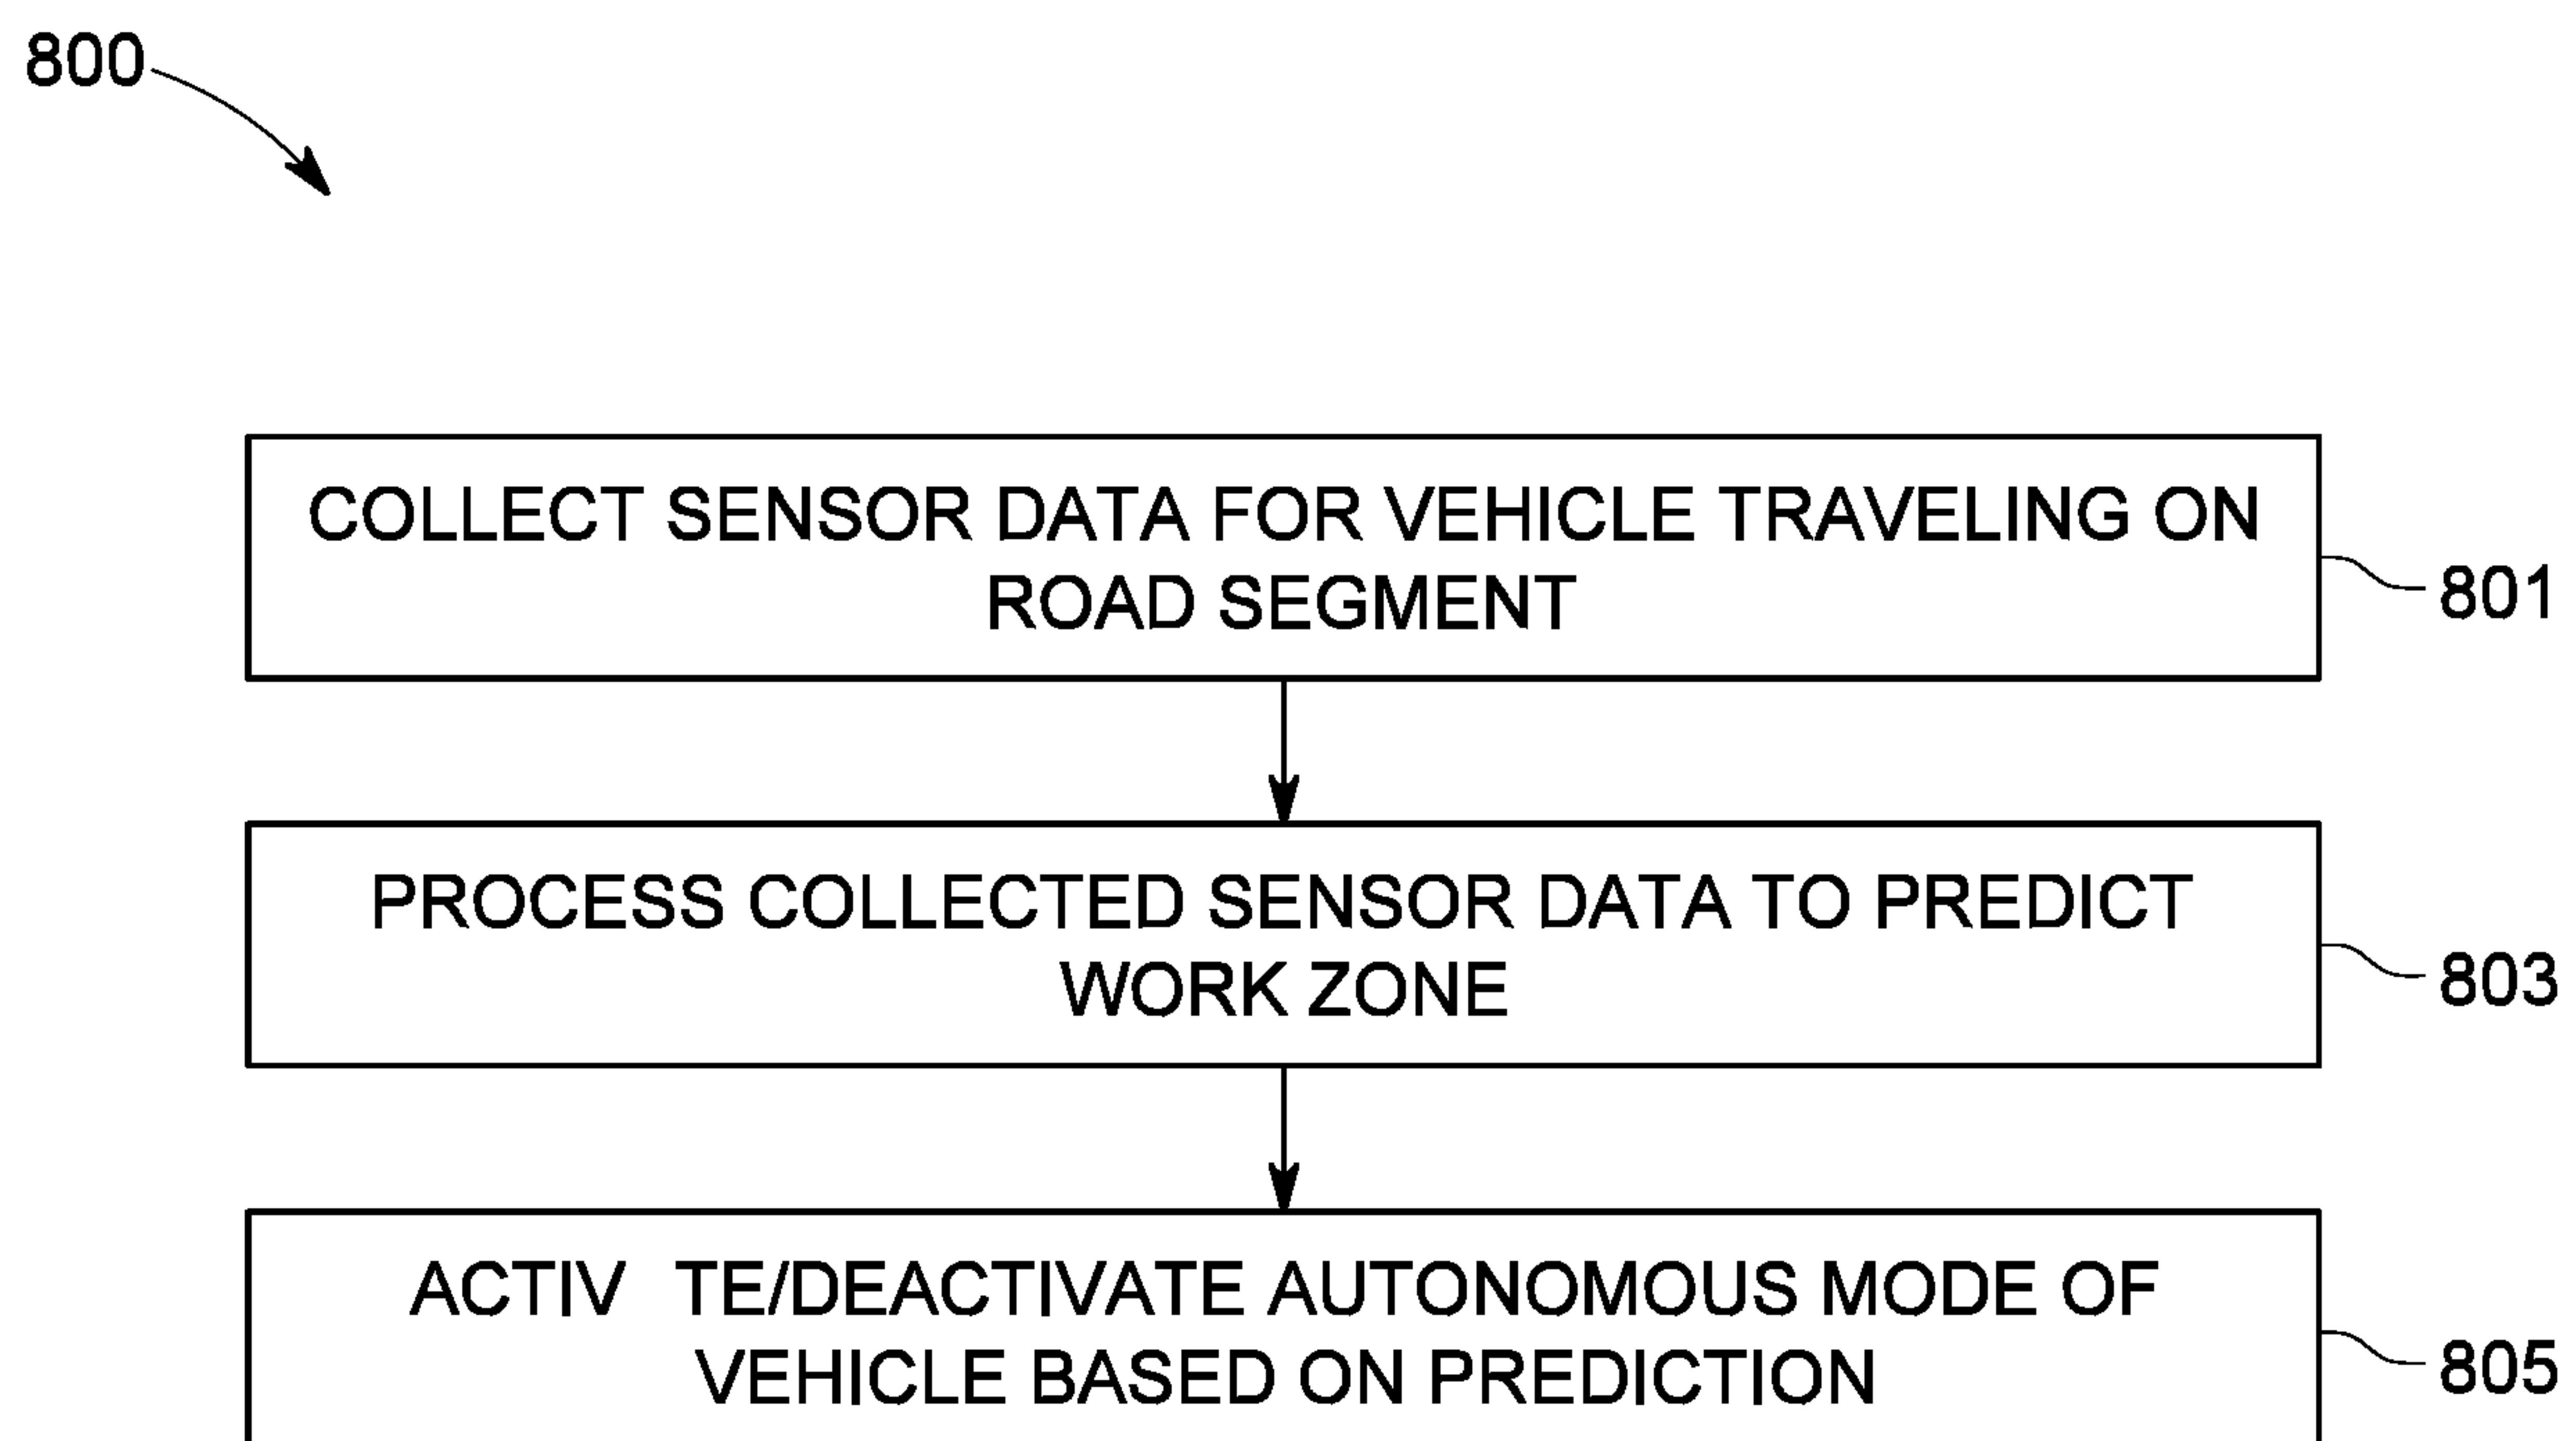 800
COLLECT SENSOR DATA FOR VEHICLE TRAVELING ON
ROAD SEGMENT
801
PROCESS COLLECTED SENSOR DATA TO PREDICT
WORK ZONE
803
ACTIV TE/DEACTIVATE AUTONOMOUS MODE OF
VEHICLE BASED ON PREDICTION
805